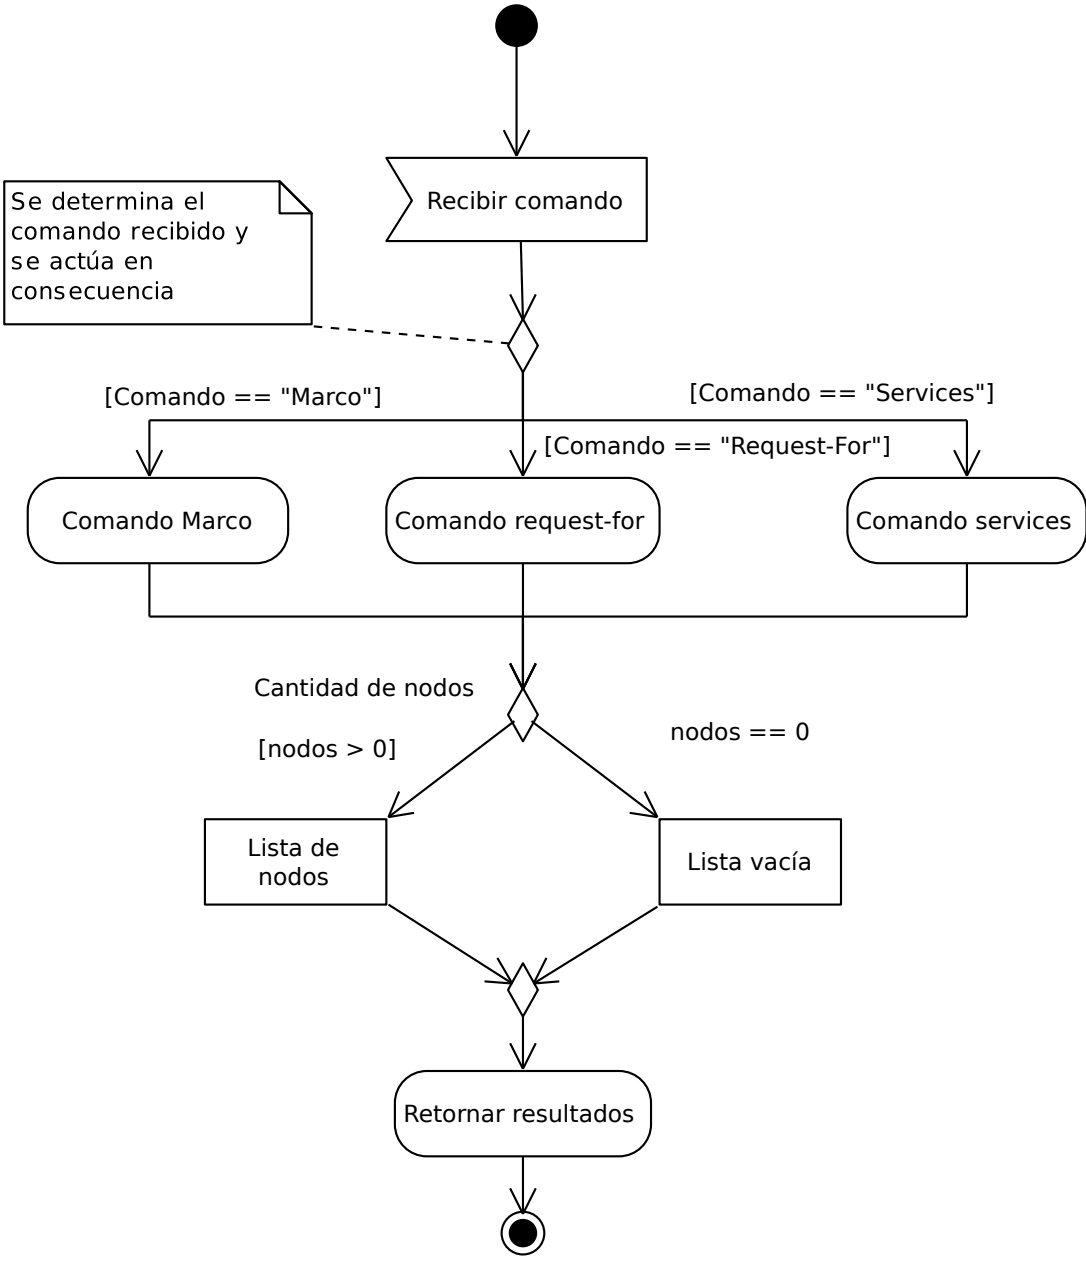 Recibir comando
Se determina el
comando recibido y
se actúa en
consecuencia
[Comando == "Marco"]
[Comando == "Services"]
[Comando == "Request-For"]
Comando Marco
Comando request-for
Comando services
Cantidad de nodos
nodos == 0
[nodos > 0]
Lista de
nodos
Lista vacía
Retornar resultados